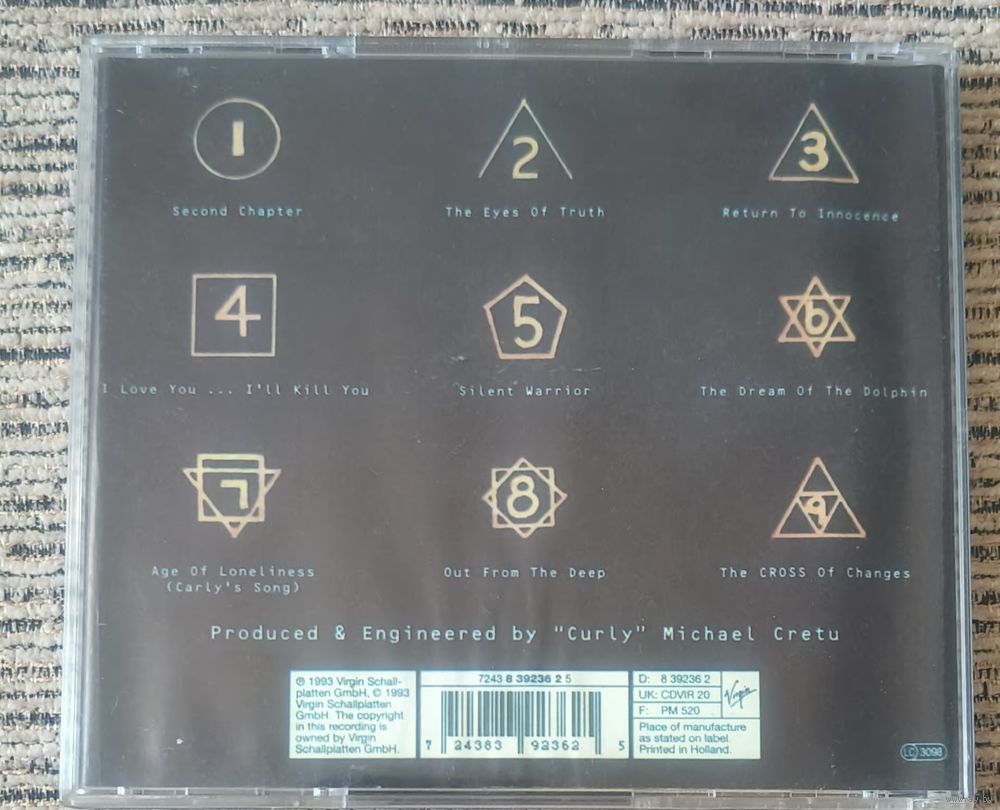 1
2
3
Second Chapter
The Eyes Of Truth
Return To Innocence
4
5
6
I Love You ... I'll Kill You
Silent Warrior
The Dream Of The Dolphin
7
8
9
Age Of Loneliness
(Carly's Song)
Out From The Deep
The CROSS Of Changes
Produced & Engineered by "Curly" Michael Cretu
℗ 1993 Virgin Schall-
platten GmbH, © 1993
Virgin Schallplatten
GmbH. The copyright
in this recording is
owned by Virgin
Schallplatten GmbH.
7243 8 39236 2 5
7 24383 92362 5
D: 8 39236 2
UK: CDVIR 20
F: PM 520
Virgin
Place of manufacture
as stated on label.
Printed in Holland.
LC 3098